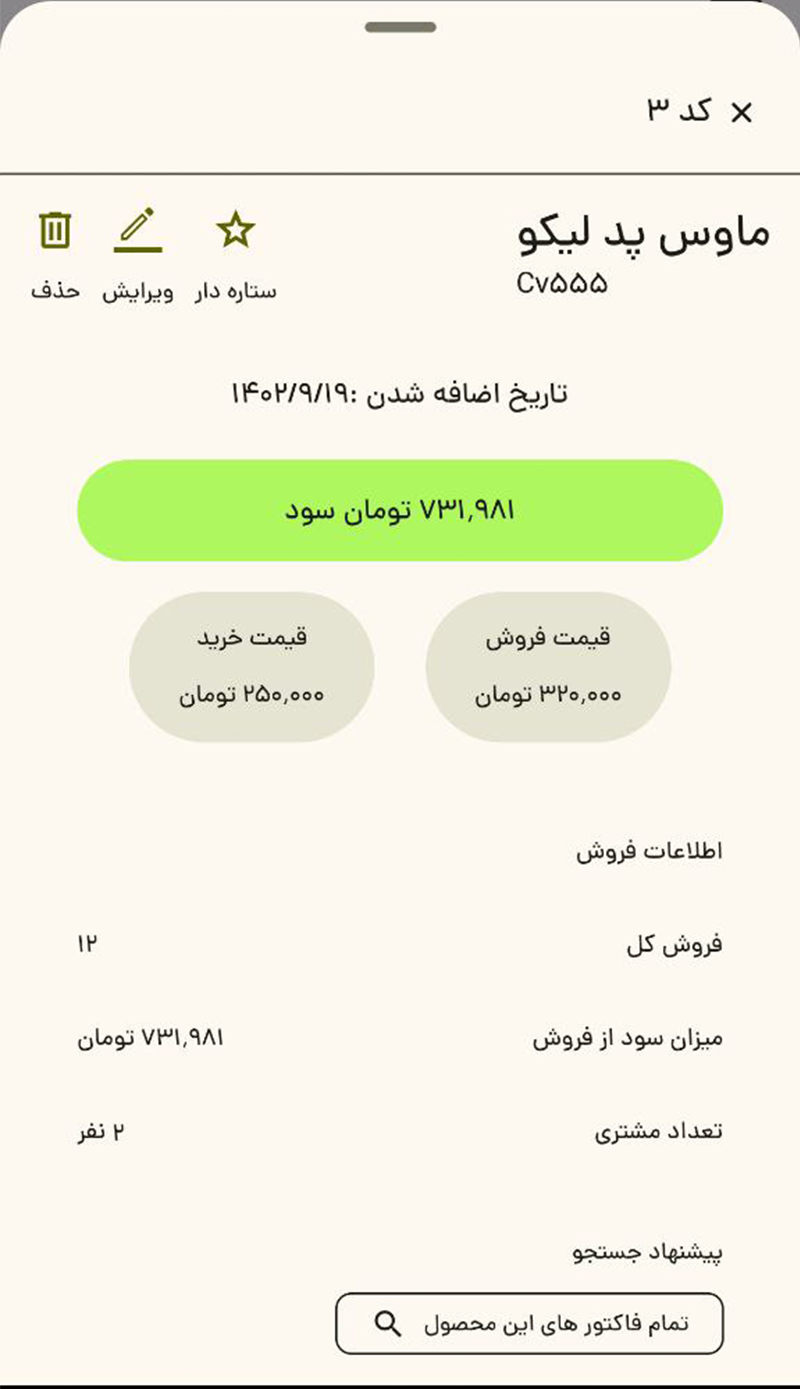 کد ۳
ماوس پد لیکو
Cv۵۵۵
ستاره دار
ویرایش
حذف
تاریخ اضافه شدن :۱۴۰۲/۹/۱۹
۷۳۱,۹۸۱ تومان سود
قیمت فروش
۳۲۰,۰۰۰ تومان
قیمت خرید
۲۵۰,۰۰۰ تومان
اطلاعات فروش
فروش کل ۱۲
میزان سود از فروش ۷۳۱,۹۸۱ تومان
تعداد مشتری ۲ نفر
پیشنهاد جستجو
تمام فاکتور های این محصول